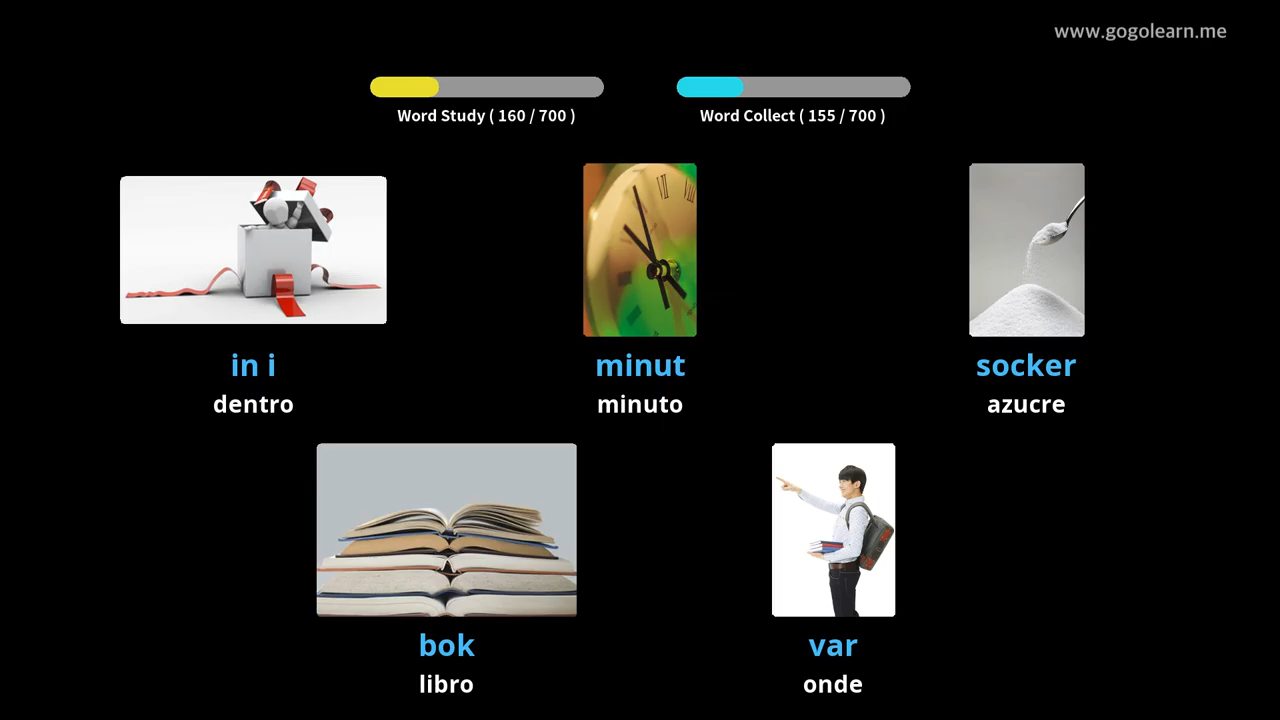 www.gogolearn.me
Word Study ( 160 / 700 )
Word Collect ( 155 / 700 )
in i
dentro
minut
minuto
socker
azucre
bok
libro
var
onde